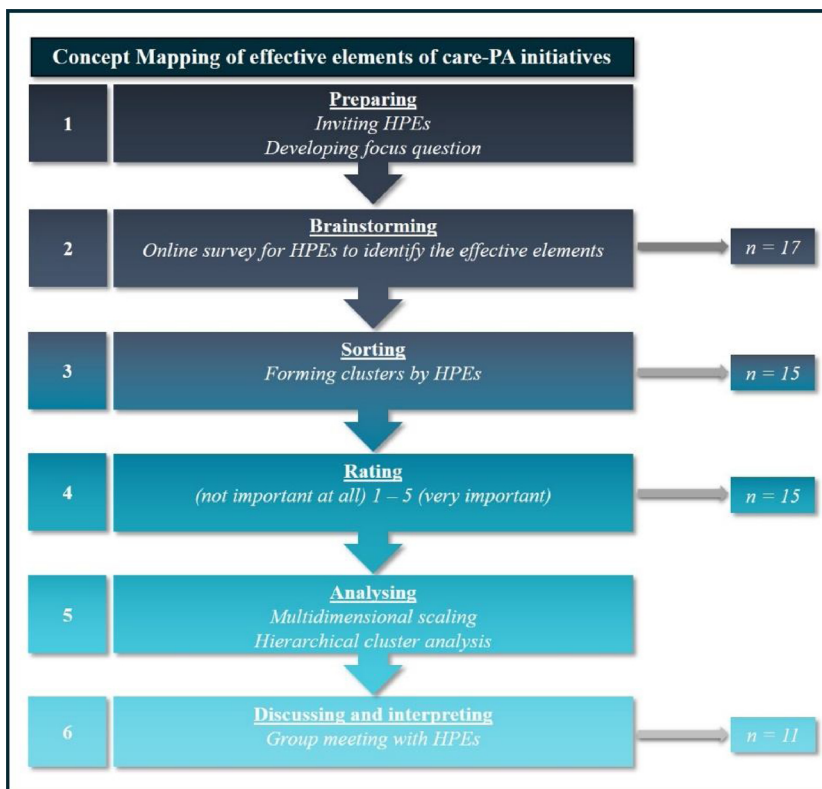 Concept Mapping of effective elements of care-PA initiatives
1
Preparing
Inviting HPEs
Developing focus question
2
Brainstorming
Online survey for HPEs to identify the effective elements
n = 17
3
Sorting
Forming clusters by HPEs
n = 15
4
Rating
(not important at all) 1 – 5 (very important)
n = 15
5
Analysing
Multidimensional scaling
Hierarchical cluster analysis
6
Discussing and interpreting
Group meeting with HPEs
n = 11